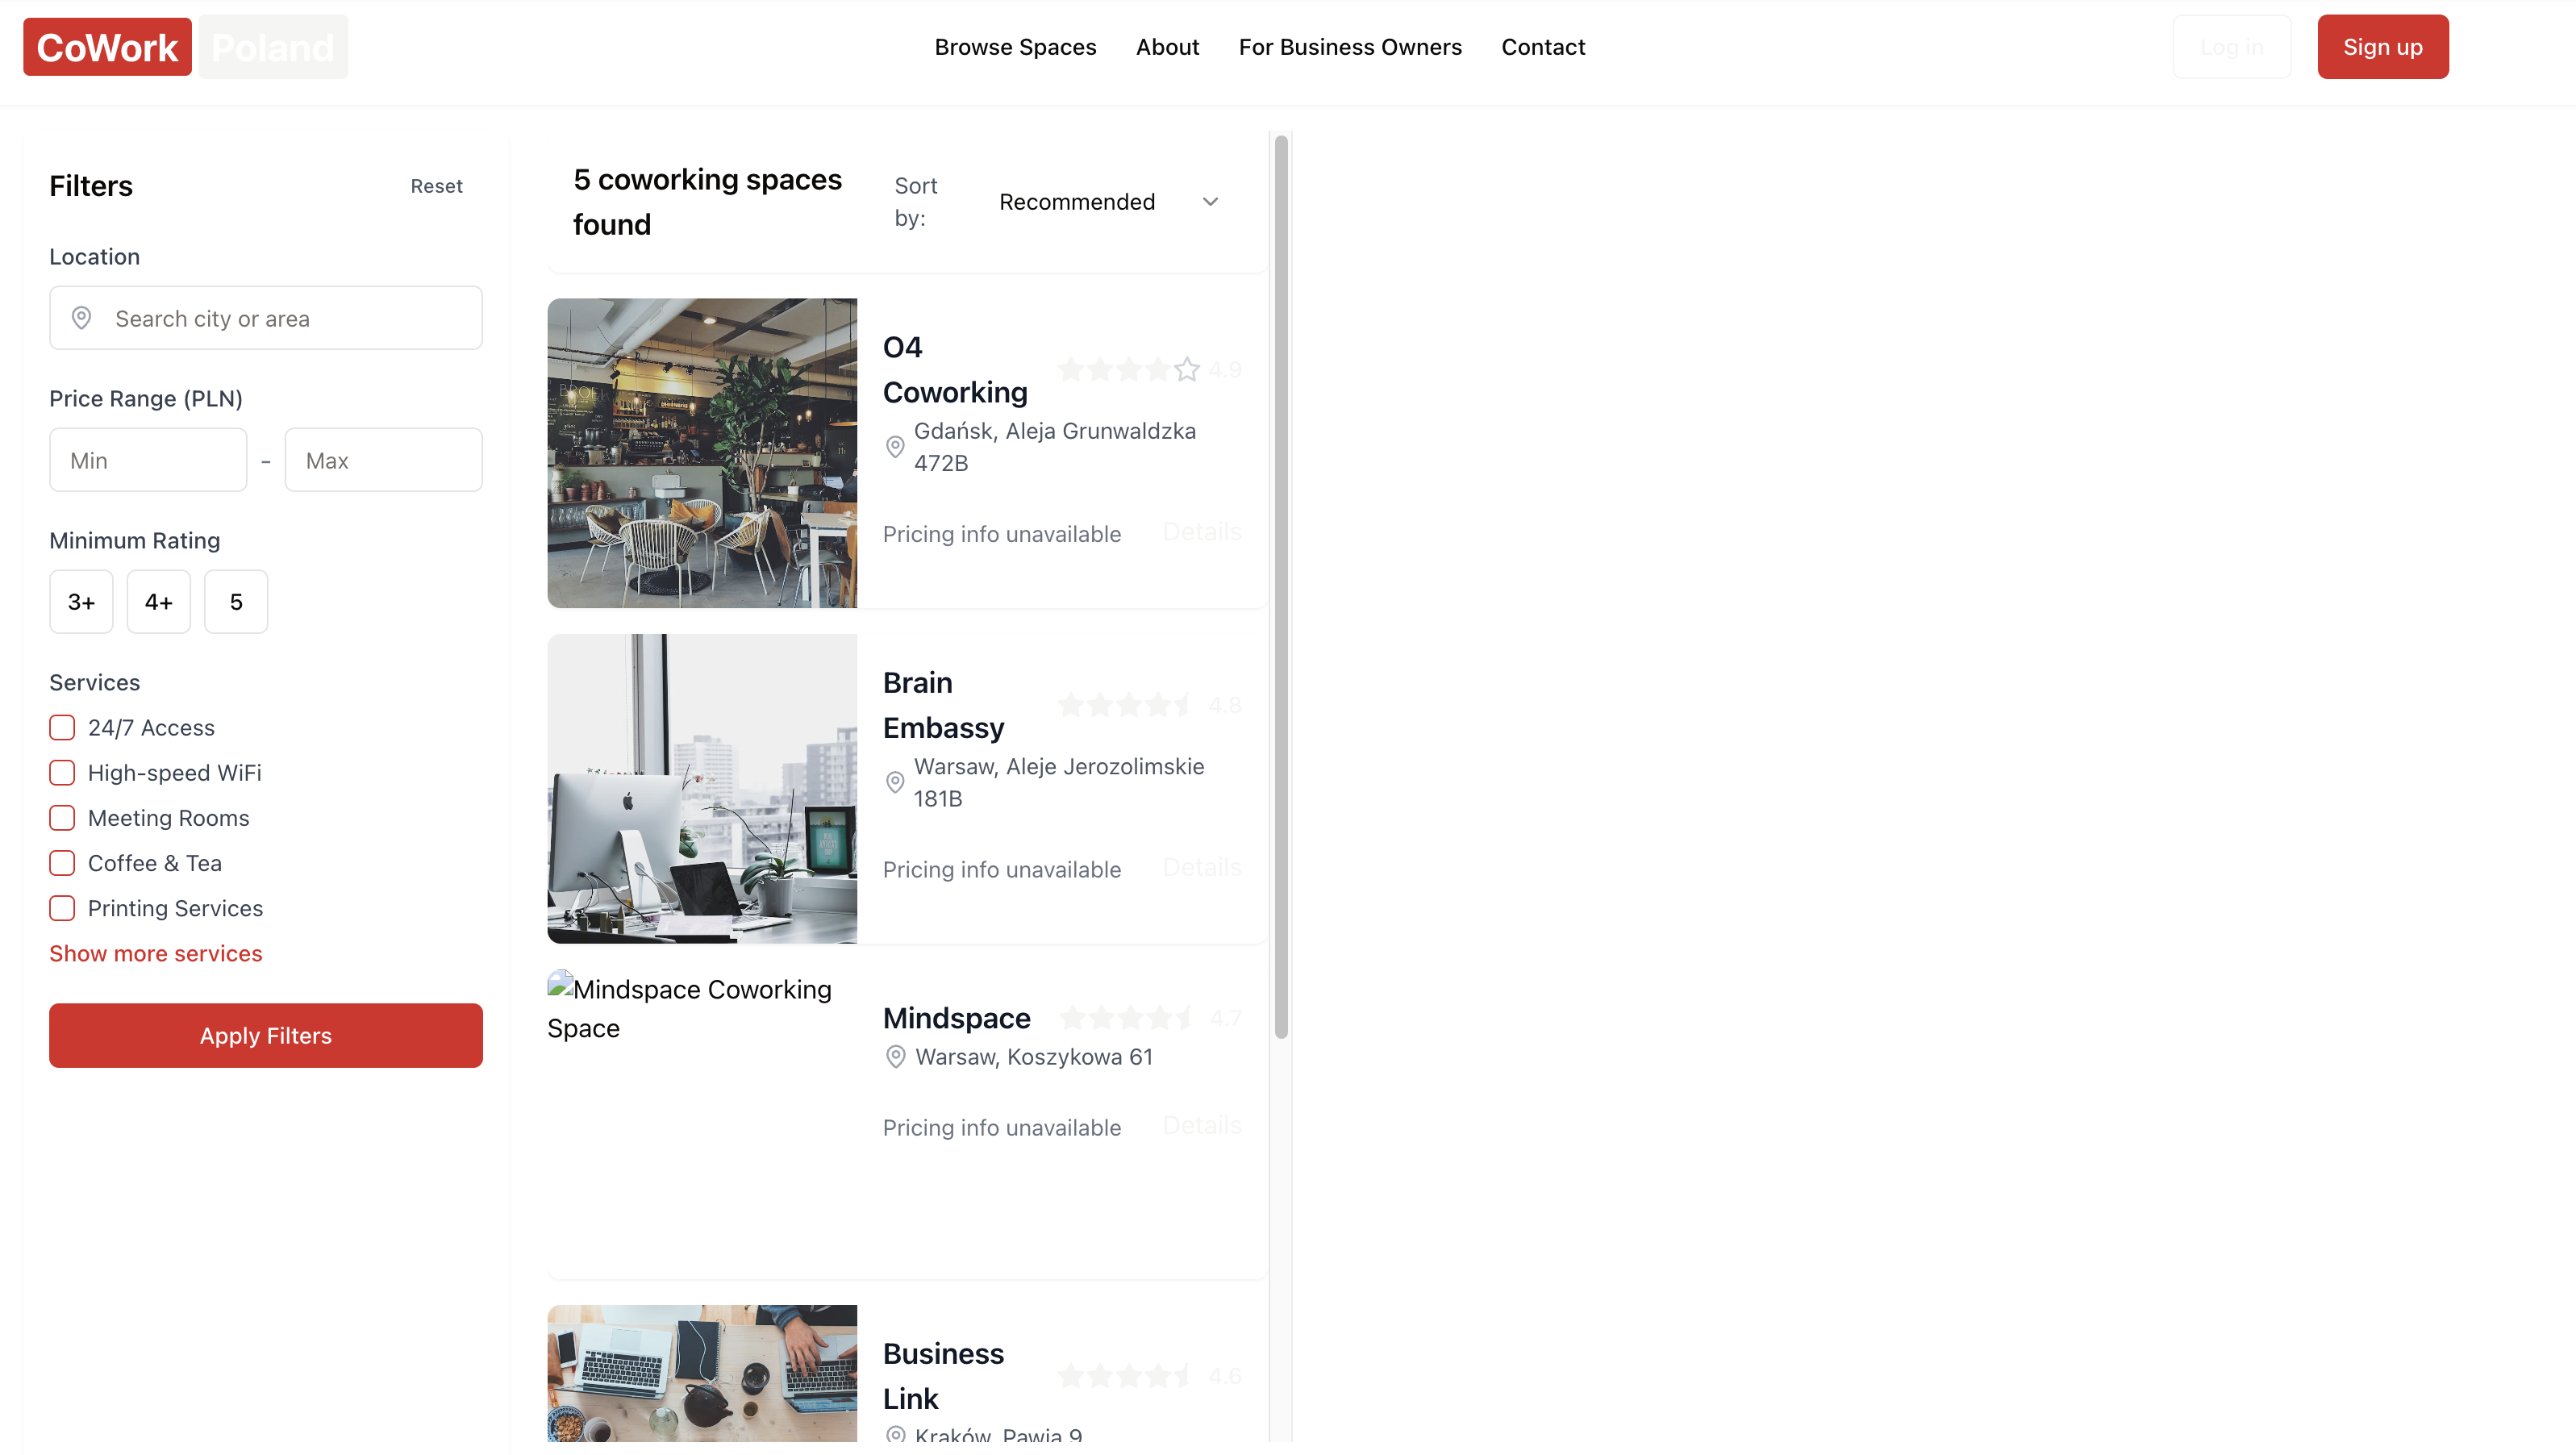 CoWork Poland
Browse Spaces
About
For Business Owners
Contact
Log in
Sign up
Filters
Reset
Location
Search city or area
Price Range (PLN)
Min - Max
Minimum Rating
3+
4+
5
Services
24/7 Access
High-speed WiFi
Meeting Rooms
Coffee & Tea
Printing Services
Show more services
Apply Filters
5 coworking spaces
found
Sort
by:
Recommended
O4
Coworking
4.9
Gdańsk, Aleja Grunwaldzka
472B
Pricing info unavailable
Details
Brain
Embassy
4.8
Warsaw, Aleje Jerozolimskie
181B
Pricing info unavailable
Details
Mindspace Coworking
Space
Mindspace
4.7
Warsaw, Koszykowa 61
Pricing info unavailable
Details
Business
Link
4.6
Kraków, Pawia 9